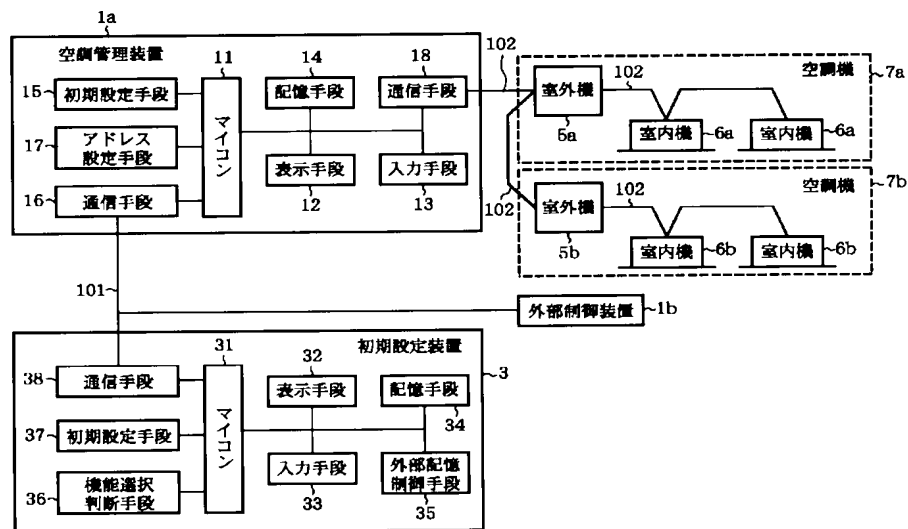 1a
空調管理装置
11
14
18
102
空調機
7a
15
初期設定手段
記憶手段
通信手段
室外機
102
マイコン
5a
室内機
6a
室内機
6a
17
アドレス
設定手段
16
通信手段
表示手段
入力手段
12
13
102
空調機
7b
室外機
102
5b
室内機
6b
室内機
6b
101
外部制御装置
1b
初期設定装置
31
32
3
38
通信手段
表示手段
記憶手段
34
マイコン
37
初期設定手段
入力手段
外部記憶
制御手段
33
35
36
機能選択
判断手段